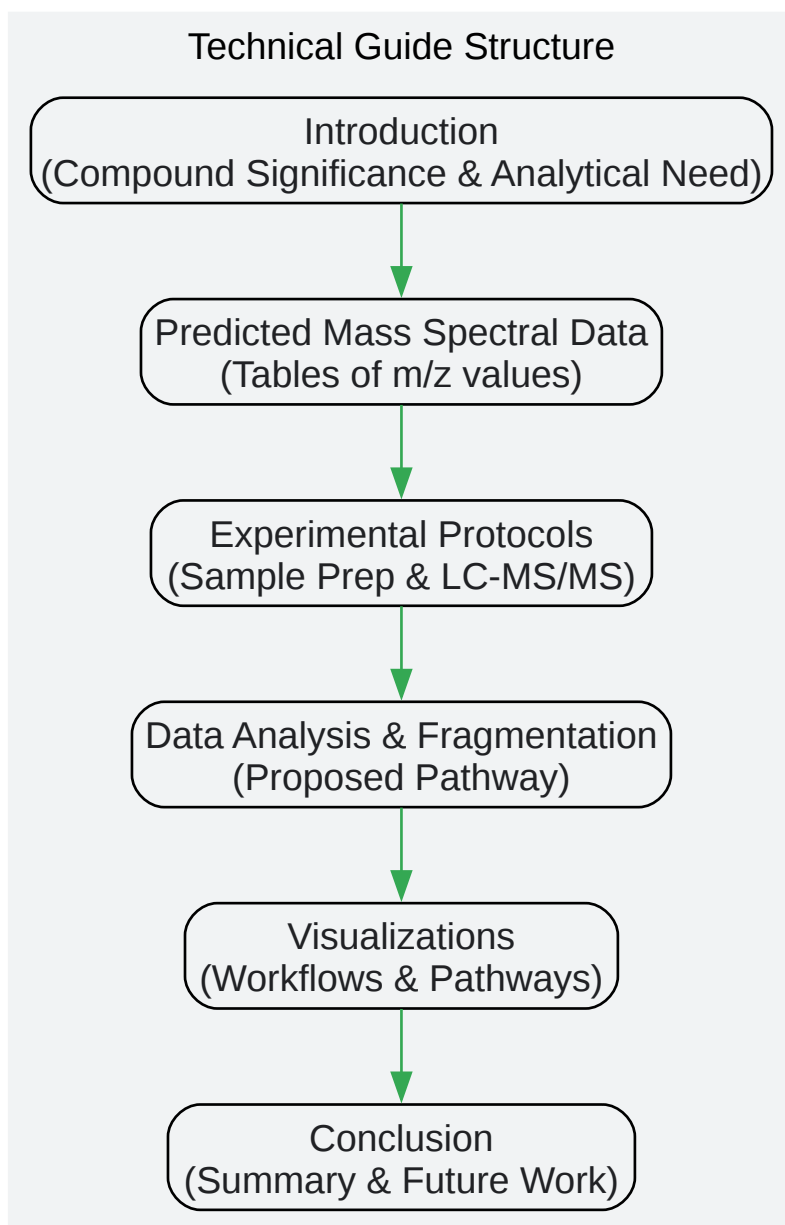 Technical Guide Structure
Introduction
(Compound Significance & Analytical Need)
Predicted Mass Spectral Data
(Tables of m/z values)
Experimental Protocols
(Sample Prep & LC-MS/MS)
Data Analysis & Fragmentation
(Proposed Pathway)
Visualizations
(Workflows & Pathways)
Conclusion
(Summary & Future Work)